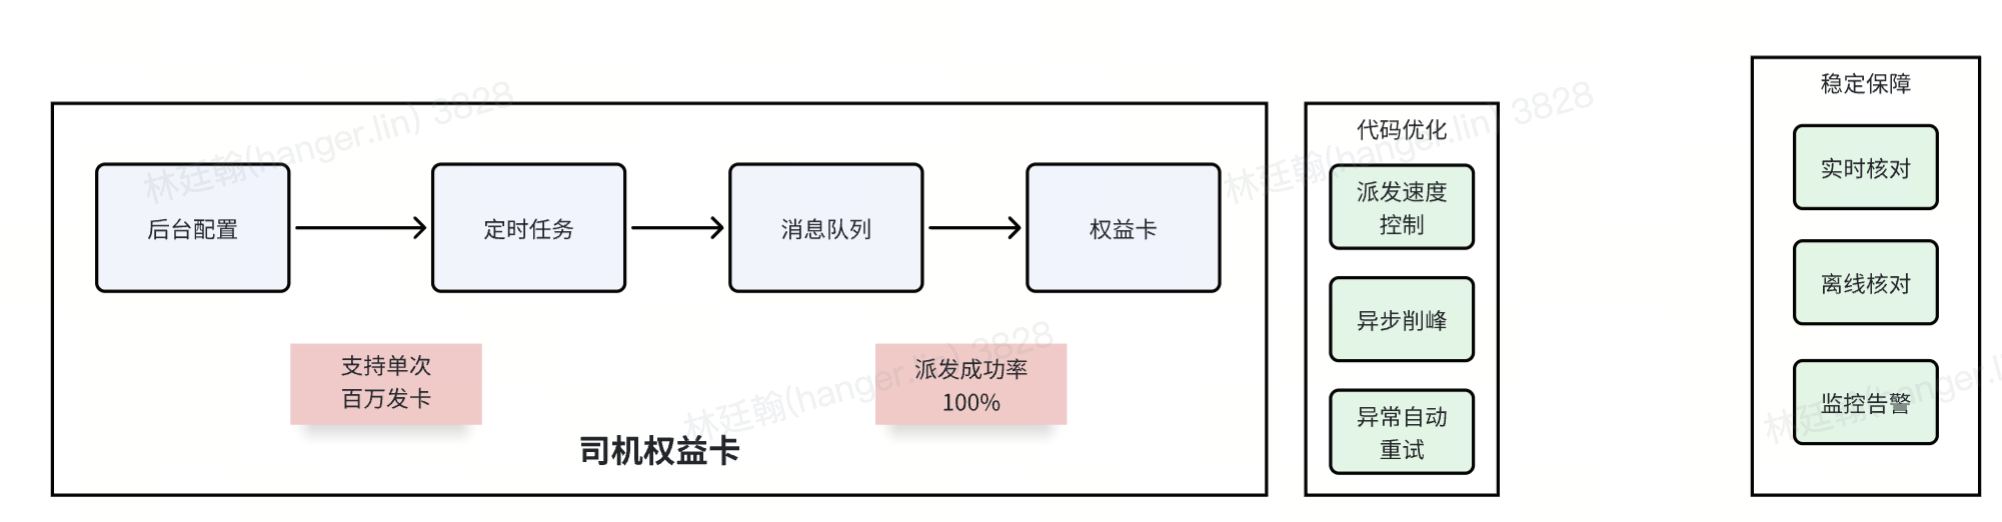 后台配置
定时任务
消息队列
权益卡
支持单次
百万发卡
派发成功率
100%
司机权益卡
代码优化
派发速度
控制
异步削峰
异常自动
重试
稳定保障
实时核对
离线核对
监控告警
林廷翰(hanger.lin) 3828
林廷翰(hanger.lin) 3828
林廷翰(hanger.lin) 3828
林廷翰(hanger.li